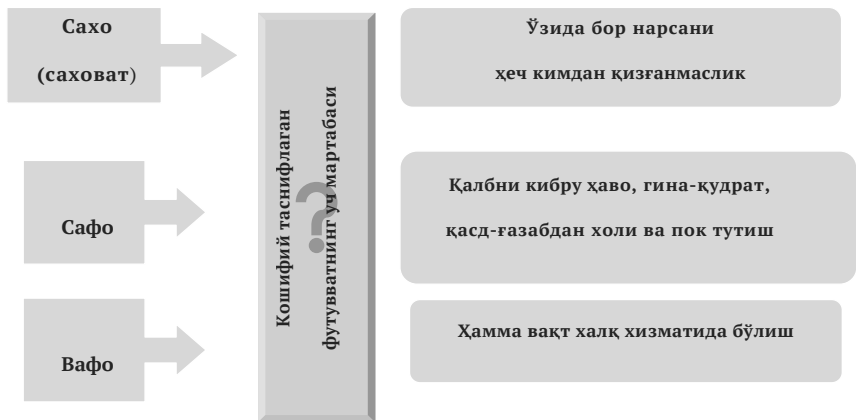 Сахо
(саховат)
Кошифий таснифлаган
футувватнинг уч мартабаси
?
Ўзида бор нарсани
ҳеч кимдан қизғанмаслик
Сафо
Қалбни кибру ҳаво, гина-қудрат,
қасд-ғазабдан холи ва пок тутиш
Вафо
Ҳамма вақт халқ хизматида бўлиш